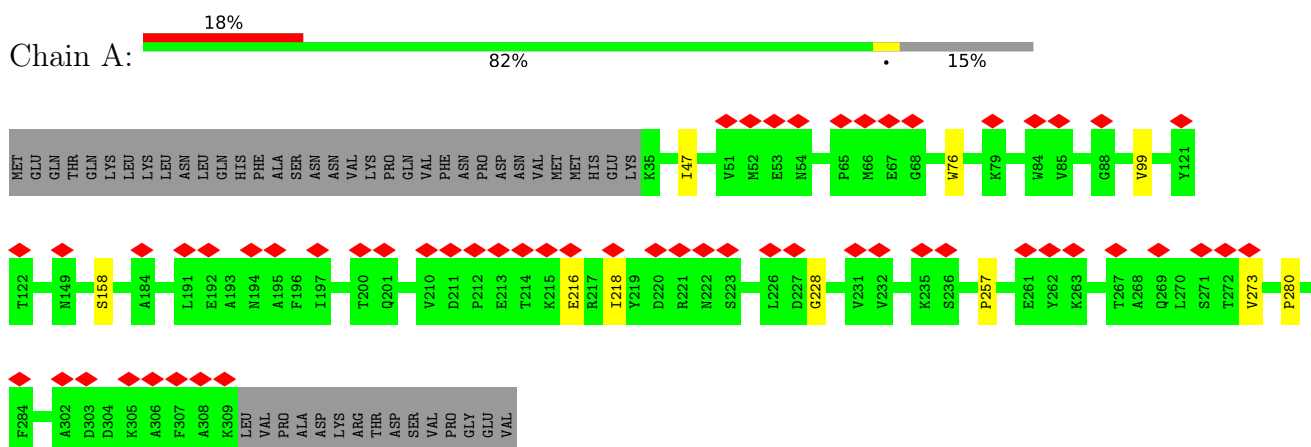 18%
Chain A:
82%
•
15%
MET GLU GLN THR GLN LYS LEU LYS LEU ASN LEU GLN HIS PHE ALA SER ASN ASN VAL LYS PRO GLN VAL PHE ASN PRO ASP ASN VAL MET MET HIS GLU LYS K35 I47 V51 M52 E53 N54 P65 M66 E67 G68 W76 K79 W84 V85 G88 V99 Y121
T122 N149 S158 A184 L191 E192 A193 N194 A195 F196 I197 T200 Q201 V210 D211 P212 E213 T214 K215 E216 R217 I218 Y219 D220 R221 N222 S223 L226 D227 G228 V231 V232 K235 S236 P257 E261 Y262 K263 T267 A268 Q269 L270 S271 T272 V273 P280
F284 A302 D303 D304 K305 A306 F307 A308 K309 LEU VAL PRO ALA ASP LYS ARG THR ASP SER VAL PRO GLY GLU VAL